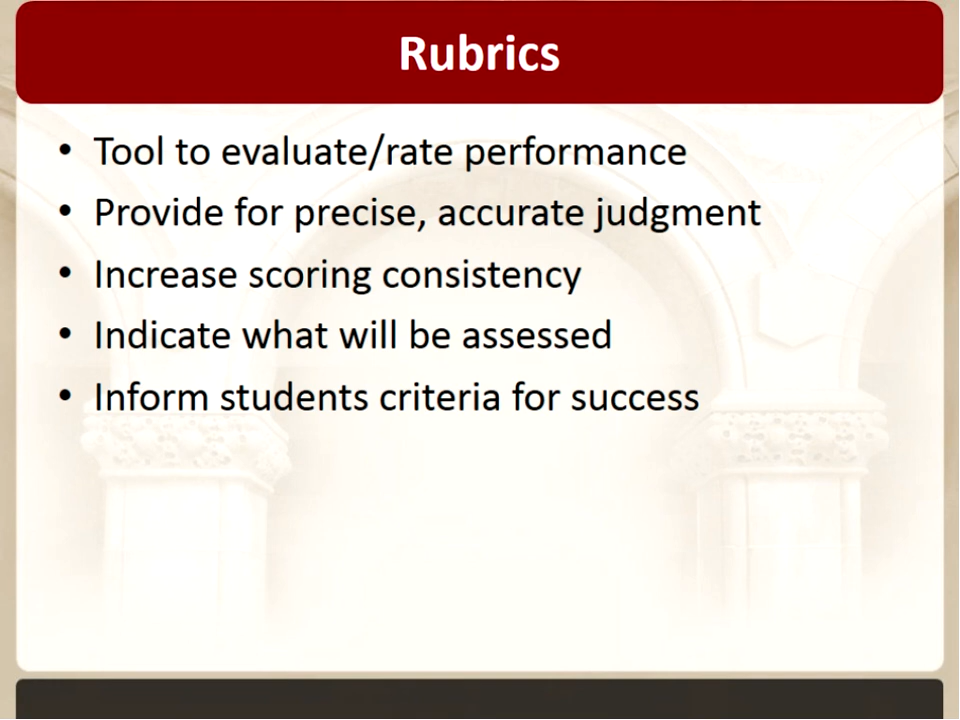 Rubrics
• Tool to evaluate/rate performance
• Provide for precise, accurate judgment
• Increase scoring consistency
• Indicate what will be assessed
• Inform students criteria for success